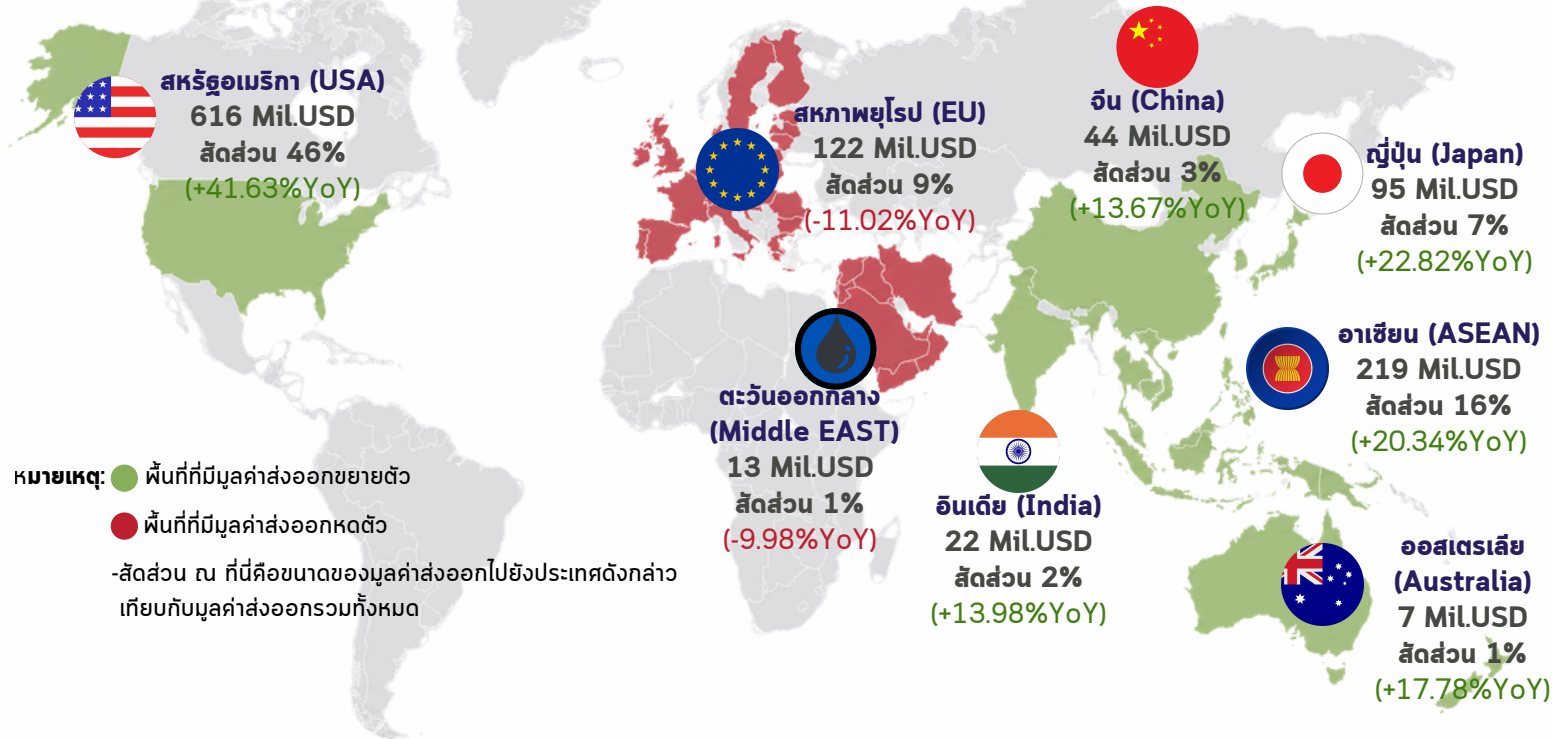 สหรัฐอเมริกา (USA)
616 Mil.USD
สัดส่วน 46%
(+41.63%YoY)
สหภาพยุโรป (EU)
122 Mil.USD
สัดส่วน 9%
(-11.02%YoY)
จีน (China)
44 Mil.USD
สัดส่วน 3%
(+13.67%YoY)
ญี่ปุ่น (Japan)
95 Mil.USD
สัดส่วน 7%
(+22.82%YoY)
อาเซียน (ASEAN)
219 Mil.USD
สัดส่วน 16%
(+20.34%YoY)
ตะวันออกกลาง
(Middle EAST)
13 Mil.USD
สัดส่วน 1%
(-9.98%YoY)
อินเดีย (India)
22 Mil.USD
สัดส่วน 2%
(+13.98%YoY)
ออสเตรเลีย
(Australia)
7 Mil.USD
สัดส่วน 1%
(+17.78%YoY)
หมายเหตุ: พื้นที่ที่มีมูลค่าส่งออกขยายตัว
พื้นที่ที่มีมูลค่าส่งออกหดตัว
-สัดส่วน ณ ที่นี่คือขนาดของมูลค่าส่งออกไปยังประเทศดังกล่าว
เทียบกับมูลค่าส่งออกรวมทั้งหมด